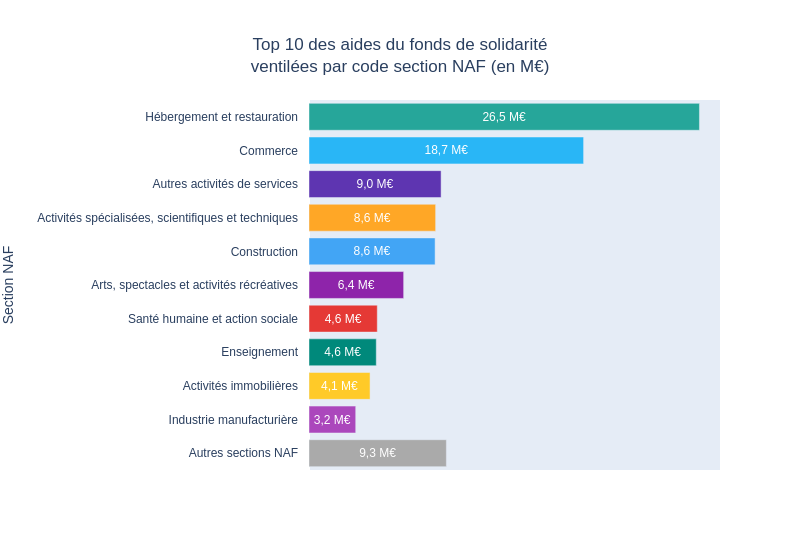 Top 10 des aides du fonds de solidarité
ventilées par code section NAF (en M€)
Section NAF
Hébergement et restauration 26,5 M€
Commerce 18,7 M€
Autres activités de services 9,0 M€
Activités spécialisées, scientifiques et techniques 8,6 M€
Construction 8,6 M€
Arts, spectacles et activités récréatives 6,4 M€
Santé humaine et action sociale 4,6 M€
Enseignement 4,6 M€
Activités immobilières 4,1 M€
Industrie manufacturière 3,2 M€
Autres sections NAF 9,3 M€